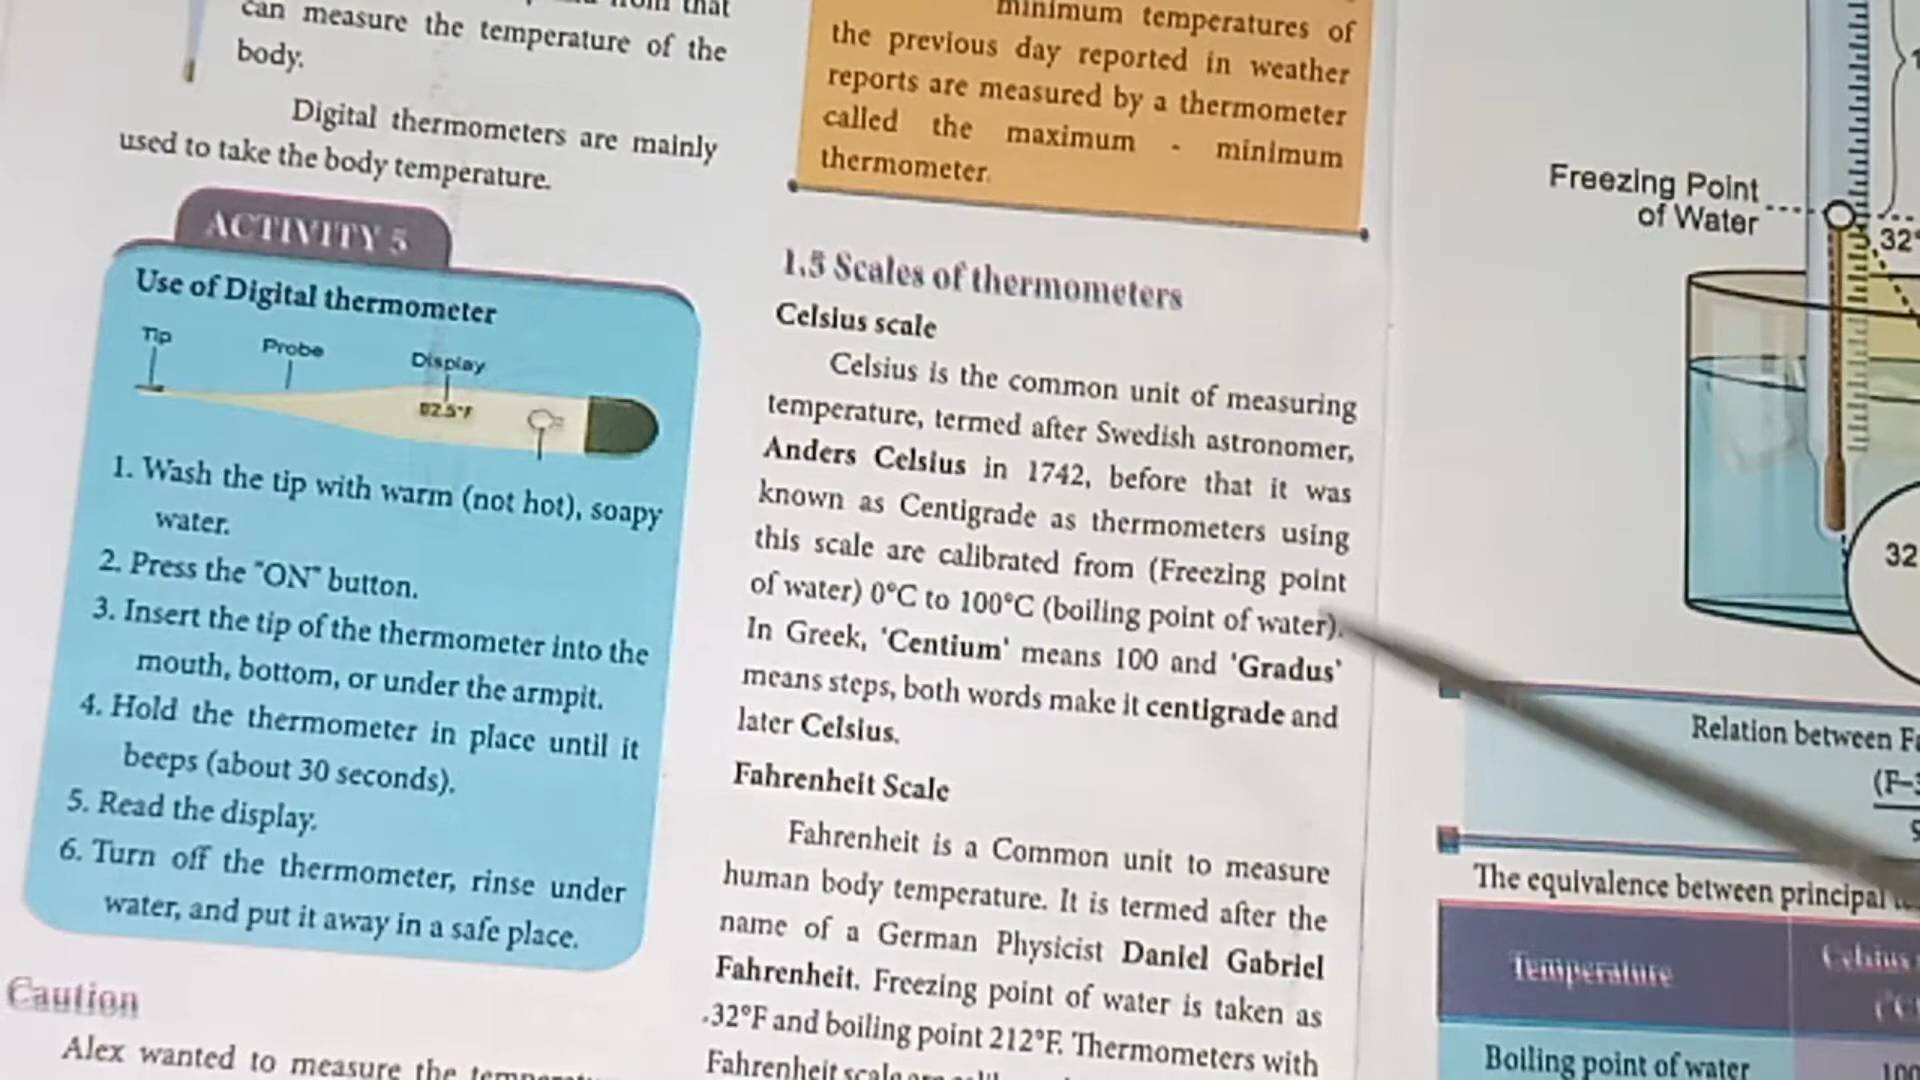 that
can measure the temperature of the
body.
Digital thermometers are mainly
used to take the body temperature.
ACTIVITY 5
Use of Digital thermometer
Tip
Probe
Display
82.5°F
1. Wash the tip with warm (not hot), soapy
water.
2. Press the "ON" button.
3. Insert the tip of the thermometer into the
mouth, bottom, or under the armpit.
4. Hold the thermometer in place until it
beeps (about 30 seconds).
5. Read the display.
6. Turn off the thermometer, rinse under
water, and put it away in a safe place.
Caution
Alex wanted to measure the
minimum temperatures of
the previous day reported in weather
reports are measured by a thermometer
called the maximum - minimum
thermometer.
1.5 Scales of thermometers
Celsius scale
Celsius is the common unit of measuring
temperature, termed after Swedish astronomer,
Anders Celsius in 1742, before that it was
known as Centigrade as thermometers using
this scale are calibrated from (Freezing point
of water) 0°C to 100°C (boiling point of water).
In Greek, 'Centium' means 100 and 'Gradus'
means steps, both words make it centigrade and
later Celsius.
Fahrenheit Scale
Fahrenheit is a Common unit to measure
human body temperature. It is termed after the
name of a German Physicist Daniel Gabriel
Fahrenheit. Freezing point of water is taken as
32°F and boiling point 212°F. Thermometers with
Fahrenheit scale are
Freezing Point
of Water
32°
32
Relation between
(F-3
9
The equivalence between principal
Temperature
Celsius
Boiling point of water
100